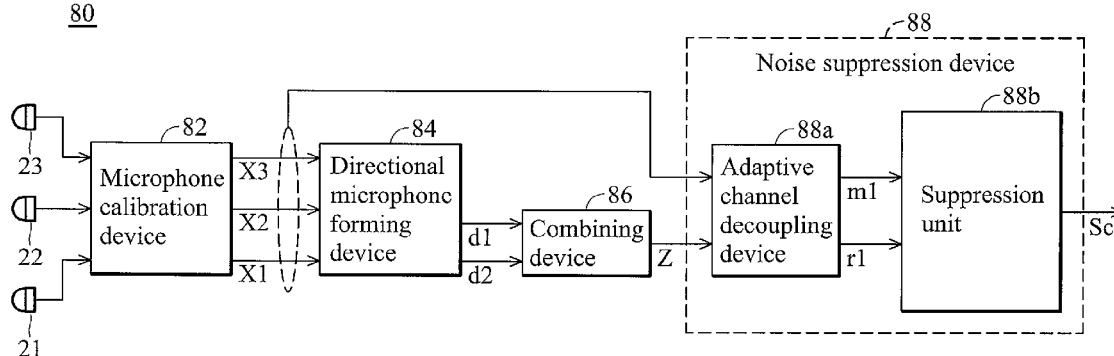 80
88
Noise suppression device
23
22
21
82
Microphone
calibration
device
X3
X2
X1
84
Directional
microphone
forming
device
d1
d2
86
Combining
device
Z
88a
Adaptive
channel
decoupling
device
m1
r1
88b
Suppression
unit
Sc